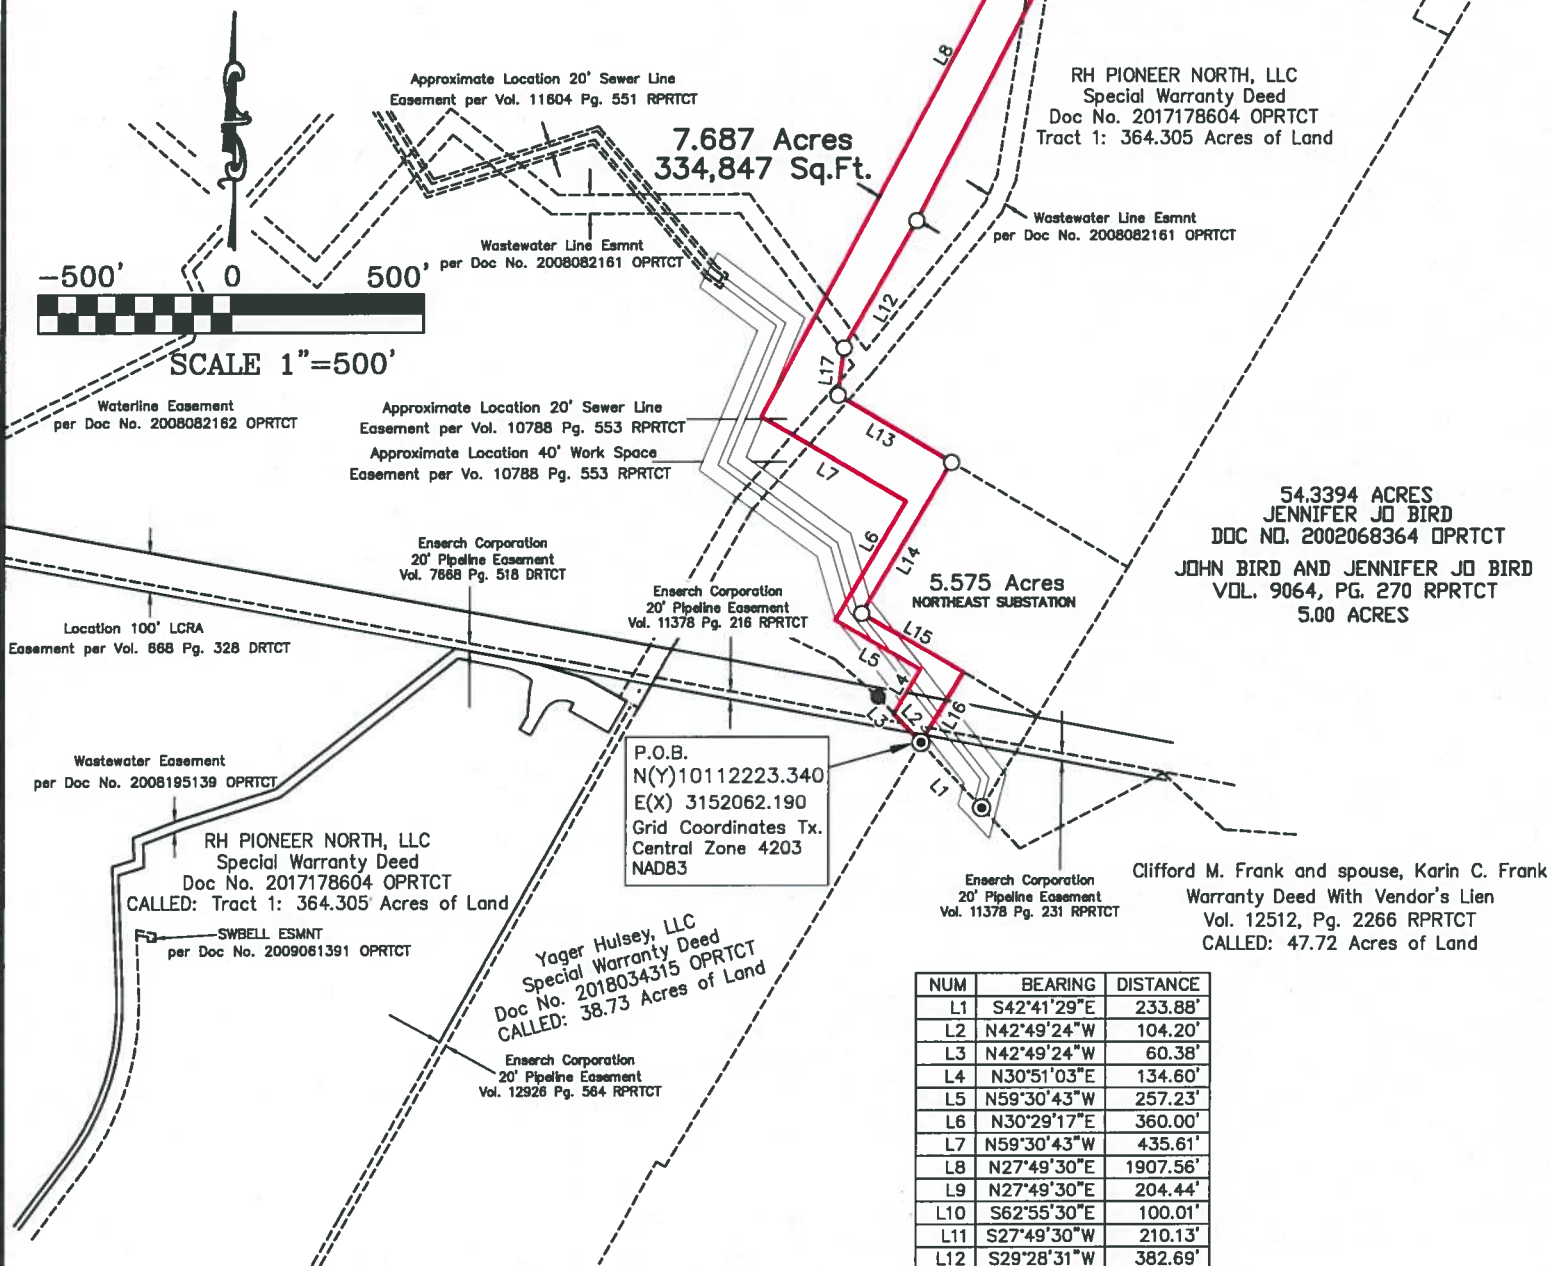 Approximate Location 20' Sewer Line
Easement per Vol. 11604 Pg. 551 RPRTCT
7.687 Acres
334,847 Sq.Ft.
L8
RH PIONEER NORTH, LLC
Special Warranty Deed
Doc No. 2017178604 OPRTCT
Tract 1: 364.305 Acres of Land
Wastewater Line Esmnt
per Doc No. 2008082161 OPRTCT
Wastewater Line Esmnt
per Doc No. 2008082161 OPRTCT
-500' 0 500'
SCALE 1"=500'
L12
L17
L13
L7
Waterline Easement
per Doc No. 2008082162 OPRTCT
Approximate Location 20' Sewer Line
Easement per Vol. 10788 Pg. 553 RPRTCT
Approximate Location 40' Work Space
Easement per Vo. 10788 Pg. 553 RPRTCT
54.3394 ACRES
JENNIFER JO BIRD
DOC NO. 2002068364 OPRTCT
JOHN BIRD AND JENNIFER JO BIRD
VOL. 9064, PG. 270 RPRTCT
5.00 ACRES
Enserch Corporation
20' Pipeline Easement
Vol. 7668 Pg. 518 DRTCT
L6
L14
5.575 Acres
NORTHEAST SUBSTATION
Enserch Corporation
20' Pipeline Easement
Vol. 11378 Pg. 216 RPRTCT
Location 100' LCRA
Easement per Vol. 668 Pg. 328 DRTCT
L15
L5
L4
L16
L3
L2
L1
P.O.B.
N(Y)10112223.340
E(X) 3152062.190
Grid Coordinates Tx.
Central Zone 4203
NAD83
Wastewater Easement
per Doc No. 2008195139 OPRTCT
RH PIONEER NORTH, LLC
Special Warranty Deed
Doc No. 2017178604 OPRTCT
CALLED: Tract 1: 364.305 Acres of Land
SWBELL ESMNT
per Doc No. 2009061391 OPRTCT
Enserch Corporation
20' Pipeline Easement
Vol. 11378 Pg. 231 RPRTCT
Clifford M. Frank and spouse, Karin C. Frank
Warranty Deed With Vendor's Lien
Vol. 12512, Pg. 2266 RPRTCT
CALLED: 47.72 Acres of Land
Yager Hulsey, LLC
Special Warranty Deed
Doc No. 2018034315 OPRTCT
CALLED: 38.73 Acres of Land
Enserch Corporation
20' Pipeline Easement
Vol. 12926 Pg. 564 RPRTCT
NUM BEARING DISTANCE
L1 S42°41'29"E 233.88'
L2 N42°49'24"W 104.20'
L3 N42°49'24"W 60.38'
L4 N30°51'03"E 134.60'
L5 N59°30'43"W 257.23'
L6 N30°29'17"E 360.00'
L7 N59°30'43"W 435.61'
L8 N27°49'30"E 1907.56'
L9 N27°49'30"E 204.44'
L10 S62°55'30"E 100.01'
L11 S27°49'30"W 210.13'
L12 S29°28'31"W 382.69'